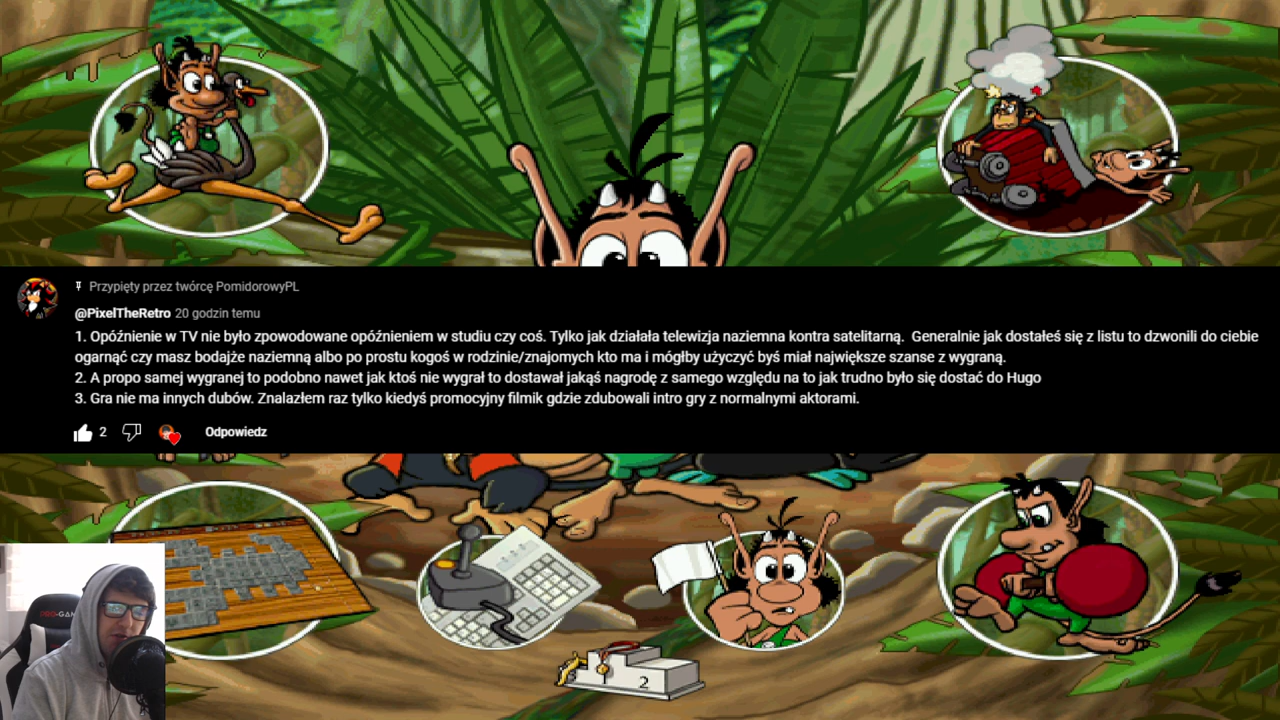 Przypięty przez twórcę PomidorowyPL
@PixelTheRetro 20 godzin temu
1. Opóźnienie w TV nie było zpowodowane opóźnieniem w studiu czy coś. Tylko jak działała telewizja naziemna kontra satelitarną. Generalnie jak dostałeś się z listu to dzwonili do ciebie
ogarnąć czy masz bodajże naziemną albo po prostu kogoś w rodzinie/znajomych kto ma i mógłby użyczyć byś miał największe szanse z wygraną.
2. A propo samej wygranej to podobno nawet jak ktoś nie wygrał to dostawał jakąś nagrodę z samego względu na to jak trudno było się dostać do Hugo
3. Gra nie ma innych dubów. Znalazłem raz tylko kiedyś promocyjny filmik gdzie zdubowali intro gry z normalnymi aktorami.
2 Odpowiedz
PRO-GAM
1 2